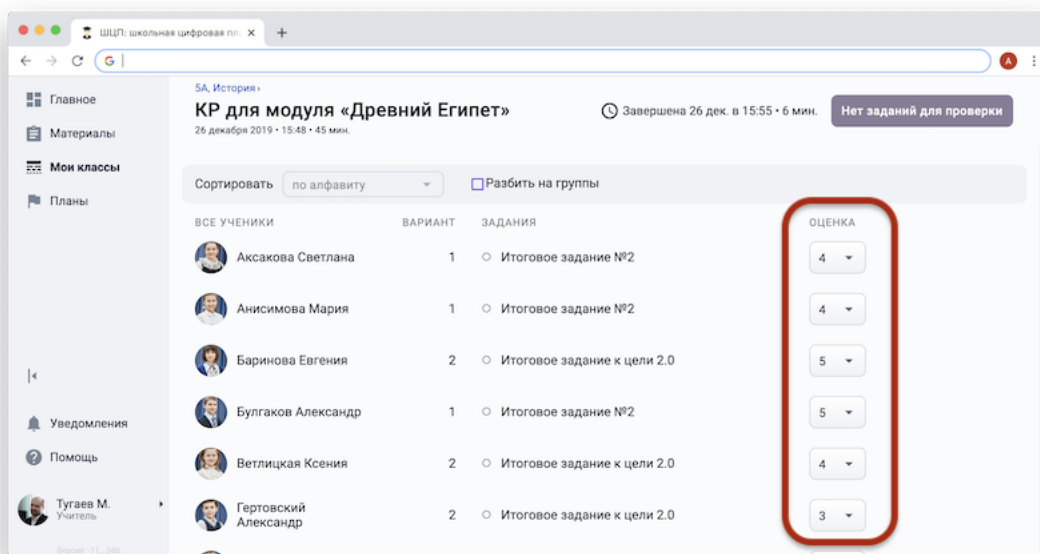 ШЦП: школьная цифровая пл
G
A
Главное
Материалы
Мои классы
Планы
Уведомления
Помощь
Тугаев М.
Учитель
5А, История ›
КР для модуля «Древний Египет»
26 декабря 2019 • 15:48 • 45 мин.
Завершена 26 дек. в 15:55 • 6 мин.
Нет заданий для проверки
Сортировать по алфавиту Разбить на группы
ВСЕ УЧЕНИКИ ВАРИАНТ ЗАДАНИЯ ОЦЕНКА
Аксакова Светлана 1 Итоговое задание №2 4
Анисимова Мария 1 Итоговое задание №2 4
Баринова Евгения 2 Итоговое задание к цели 2.0 5
Булгаков Александр 1 Итоговое задание №2 5
Ветлицкая Ксения 2 Итоговое задание к цели 2.0 4
Гертовский
Александр 2 Итоговое задание к цели 2.0 3